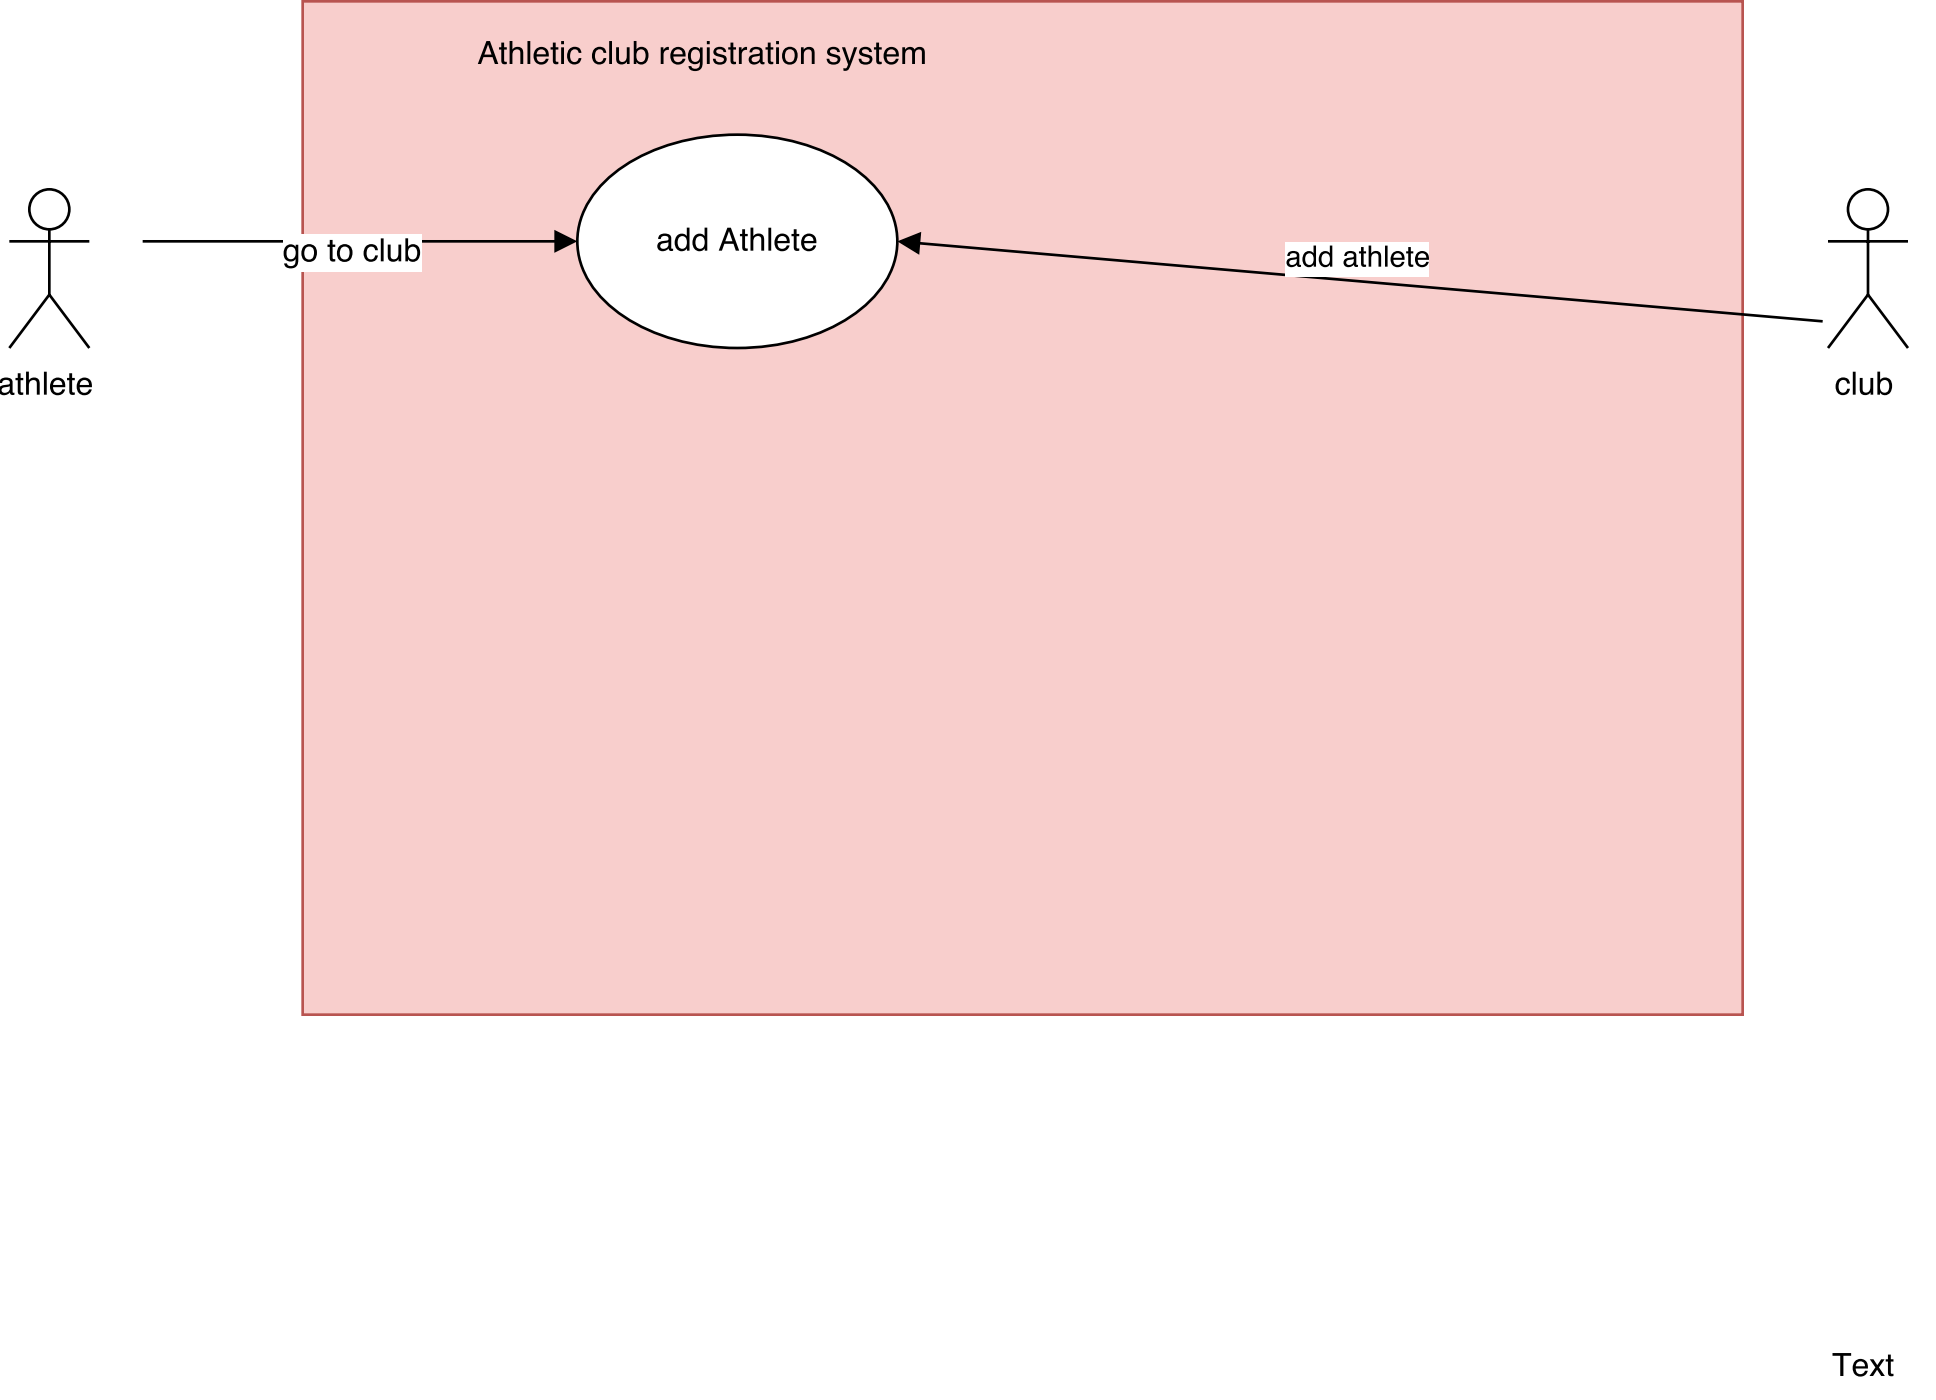 Athletic club registration system
go to club
add Athlete
add athlete
athlete
club
Text